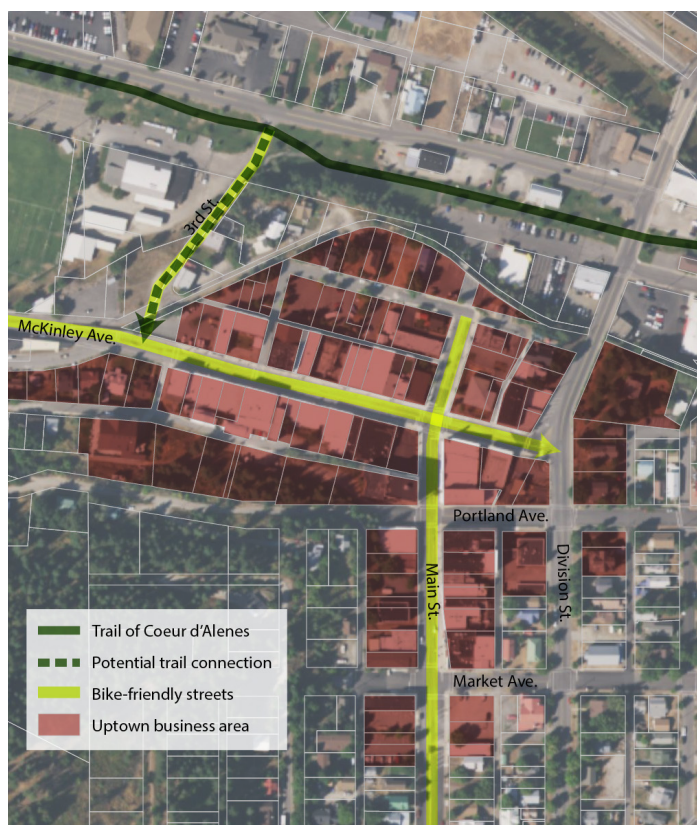 3rd St.
McKinley Ave.
Portland Ave.
Main St.
Division St.
Market Ave.
Trail of Coeur d'Alenes
Potential trail connection
Bike-friendly streets
Uptown business area